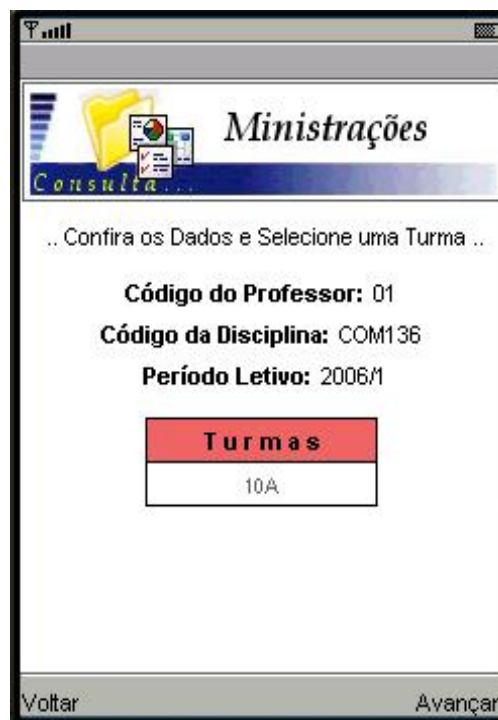 Ministrações
Consulta...
.. Confira os Dados e Selecione uma Turma ..
Código do Professor: 01
Código da Disciplina: COM136
Período Letivo: 2006/1
Turmas
10A
Voltar Avançar